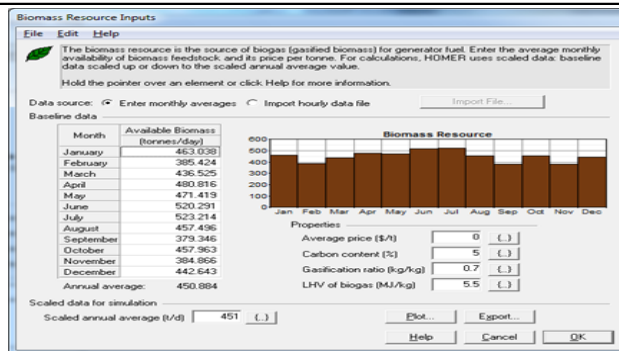 Biomass Resource Inputs
File Edit Help
The biomass resource is the source of biogas (gasified biomass) for generator fuel. Enter the average monthly
availability of biomass feedstock and its price per tonne. For calculations, HOMER uses scaled data: baseline
data scaled up or down to the scaled annual average value.
Hold the pointer over an element or click Help for more information.
Data source: Enter monthly averages Import hourly data file Import File...
Baseline data
Month Available Biomass
(tonnes/day)
January 463.038
February 385.424
March 436.525
April 480.816
May 471.419
June 520.291
July 523.214
August 457.496
September 379.346
October 457.963
November 384.866
December 442.643
Annual average: 450.884
Biomass Resource
600
500
400
300
200
100
0
Jan Feb Mar Apr May Jun Jul Aug Sep Oct Nov Dec
Properties
Average price ($/t) 0 {..}
Carbon content (%) 5 {..}
Gasification ratio (kg/kg) 0.7 {..}
LHV of biogas (MJ/kg) 5.5 {..}
Scaled data for simulation
Scaled annual average (t/d) 451 {..}
Plot... Export...
Help Cancel OK